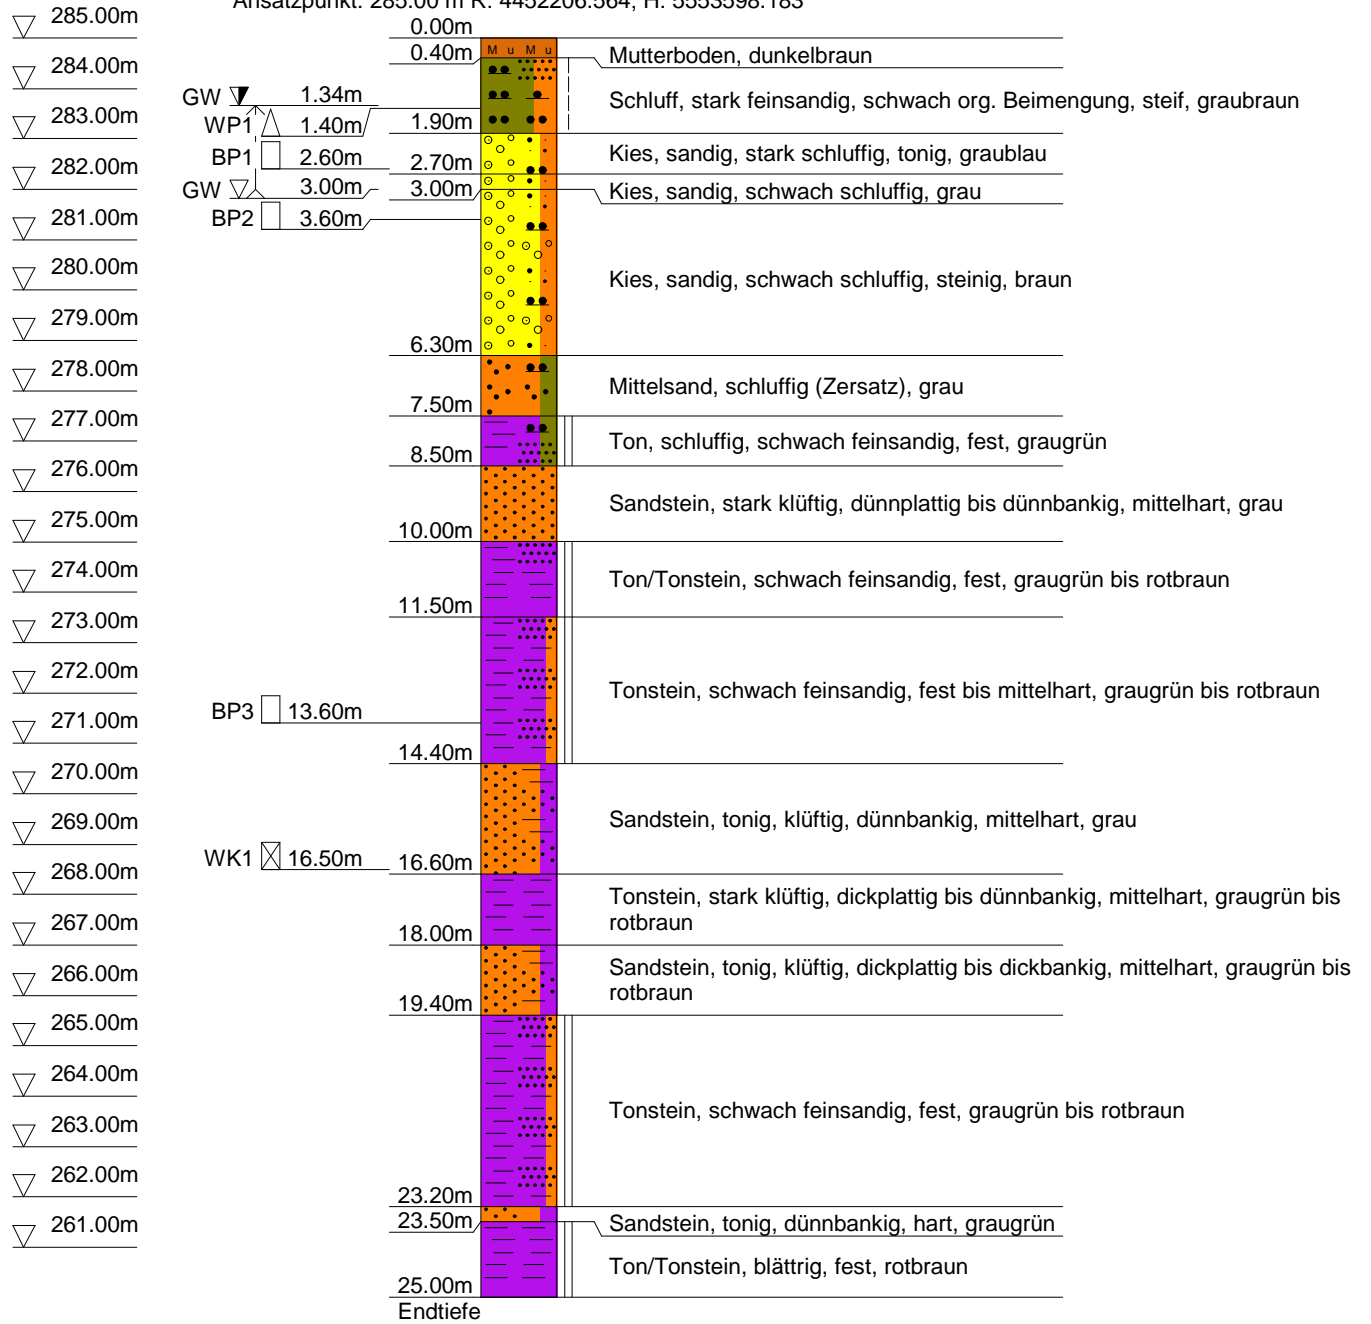 Ansatzpunkt: 285.00 m R: 4452206.564, H: 5553598.183
285.00m
0.00m
M u M u
0.40m
Mutterboden, dunkelbraun
284.00m
GW 1.34m
Schluff, stark feinsandig, schwach org. Beimengung, steif, graubraun
283.00m
WP1 1.40m
1.90m
BP1 2.60m
2.70m
Kies, sandig, stark schluffig, tonig, graublau
282.00m
GW 3.00m
3.00m
Kies, sandig, schwach schluffig, grau
281.00m
BP2 3.60m
280.00m
Kies, sandig, schwach schluffig, steinig, braun
279.00m
6.30m
278.00m
Mittelsand, schluffig (Zersatz), grau
7.50m
277.00m
Ton, schluffig, schwach feinsandig, fest, graugrün
8.50m
276.00m
Sandstein, stark klüftig, dünnplattig bis dünnbankig, mittelhart, grau
275.00m
10.00m
274.00m
Ton/Tonstein, schwach feinsandig, fest, graugrün bis rotbraun
11.50m
273.00m
272.00m
Tonstein, schwach feinsandig, fest bis mittelhart, graugrün bis rotbraun
BP3 13.60m
271.00m
14.40m
270.00m
269.00m
Sandstein, tonig, klüftig, dünnbankig, mittelhart, grau
WK1 16.50m
16.60m
268.00m
Tonstein, stark klüftig, dickplattig bis dünnbankig, mittelhart, graugrün bis
rotbraun
267.00m
18.00m
266.00m
Sandstein, tonig, klüftig, dickplattig bis dickbankig, mittelhart, graugrün bis
rotbraun
19.40m
265.00m
264.00m
Tonstein, schwach feinsandig, fest, graugrün bis rotbraun
263.00m
262.00m
23.20m
261.00m
23.50m
Sandstein, tonig, dünnbankig, hart, graugrün
Ton/Tonstein, blättrig, fest, rotbraun
25.00m
Endtiefe